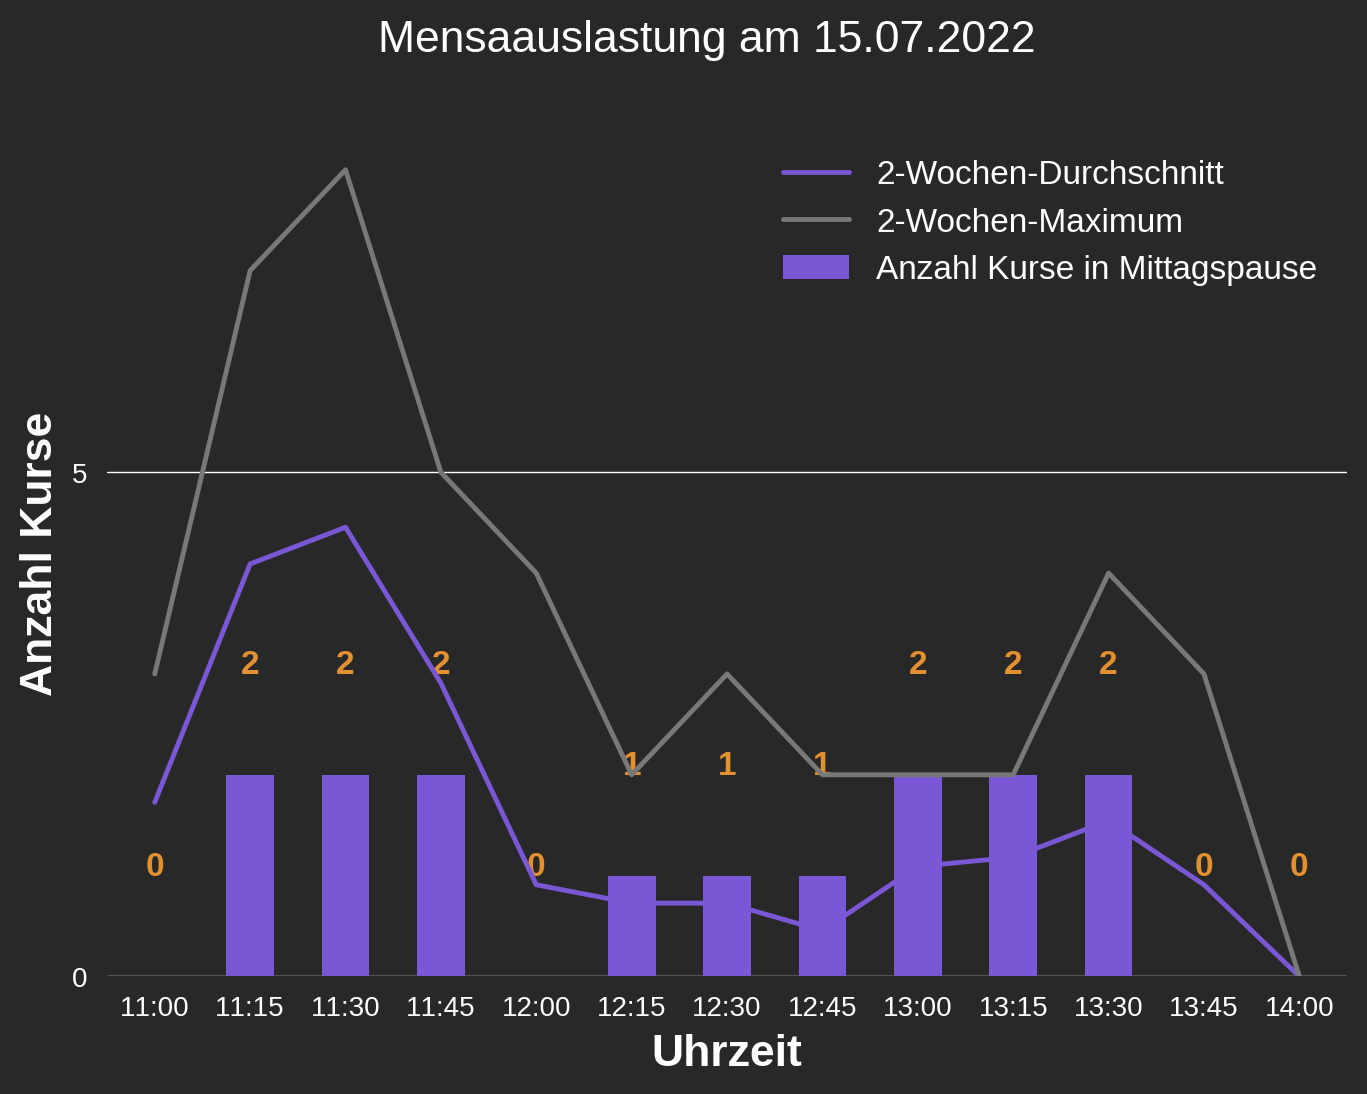 Mensaauslastung am 15.07.2022
2-Wochen-Durchschnitt
2-Wochen-Maximum
Anzahl Kurse in Mittagspause
Anzahl Kurse
5
0
0
2
2
2
0
1
1
1
2
2
2
0
0
11:00 11:15 11:30 11:45 12:00 12:15 12:30 12:45 13:00 13:15 13:30 13:45 14:00
Uhrzeit